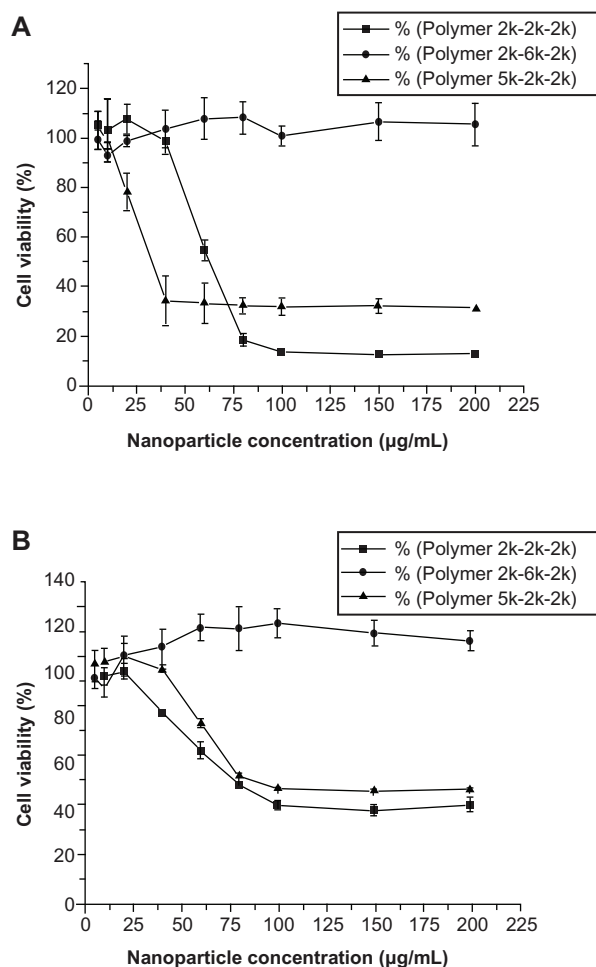 A
% (Polymer 2k-2k-2k)
% (Polymer 2k-6k-2k)
% (Polymer 5k-2k-2k)
120
100
80
60
40
20
0
Cell viability (%)
0 25 50 75 100 125 150 175 200 225
Nanoparticle concentration (µg/mL)
B
% (Polymer 2k-2k-2k)
% (Polymer 2k-6k-2k)
% (Polymer 5k-2k-2k)
140
120
100
80
60
40
20
0
Cell viability (%)
0 25 50 75 100 125 150 175 200 225
Nanoparticle concentration (µg/mL)